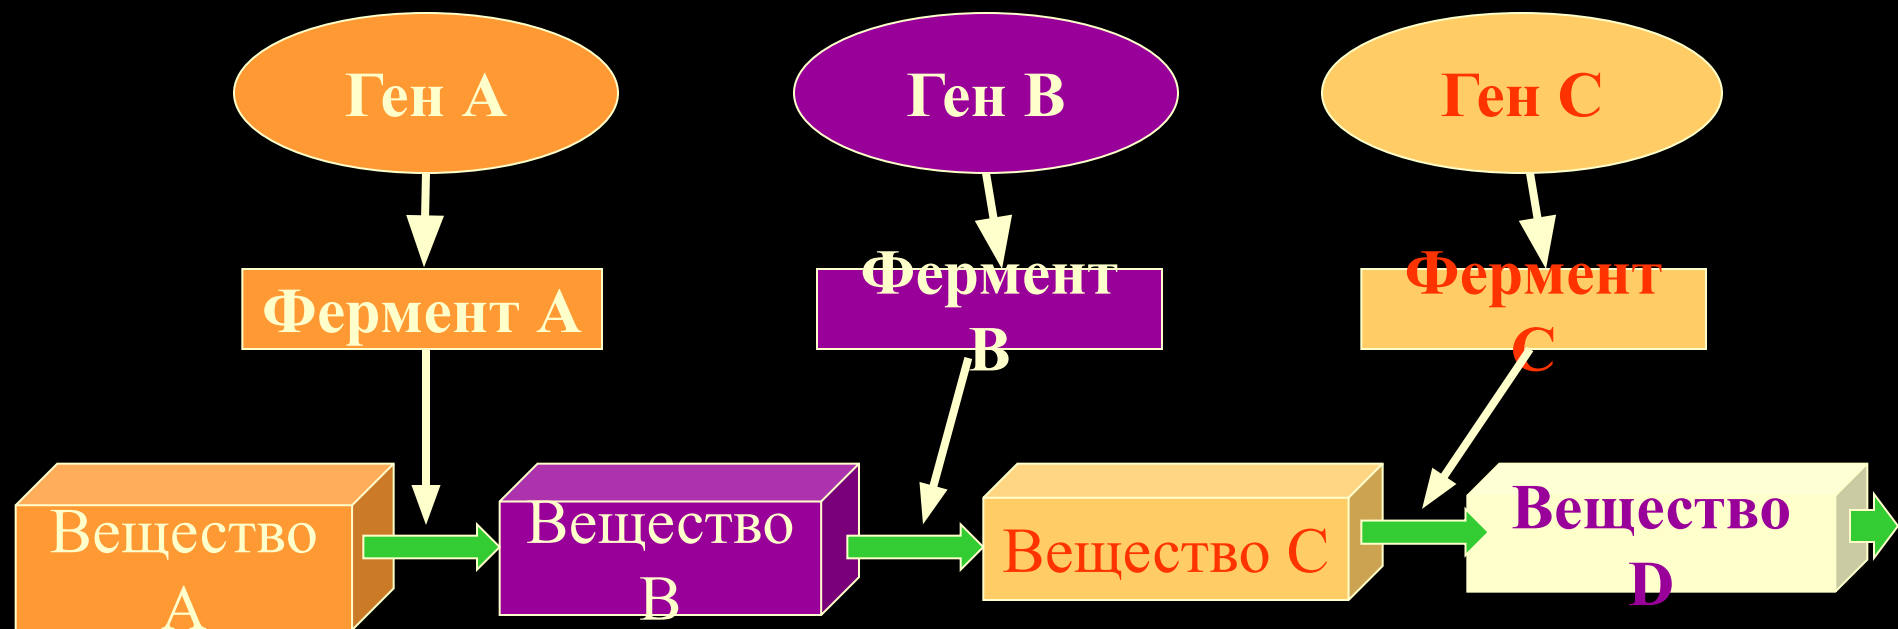 Ген А
Ген В
Ген С
Фермент А
Фермент
В
Фермент
С
Вещество
А
Вещество
В
Вещество С
Вещество
D